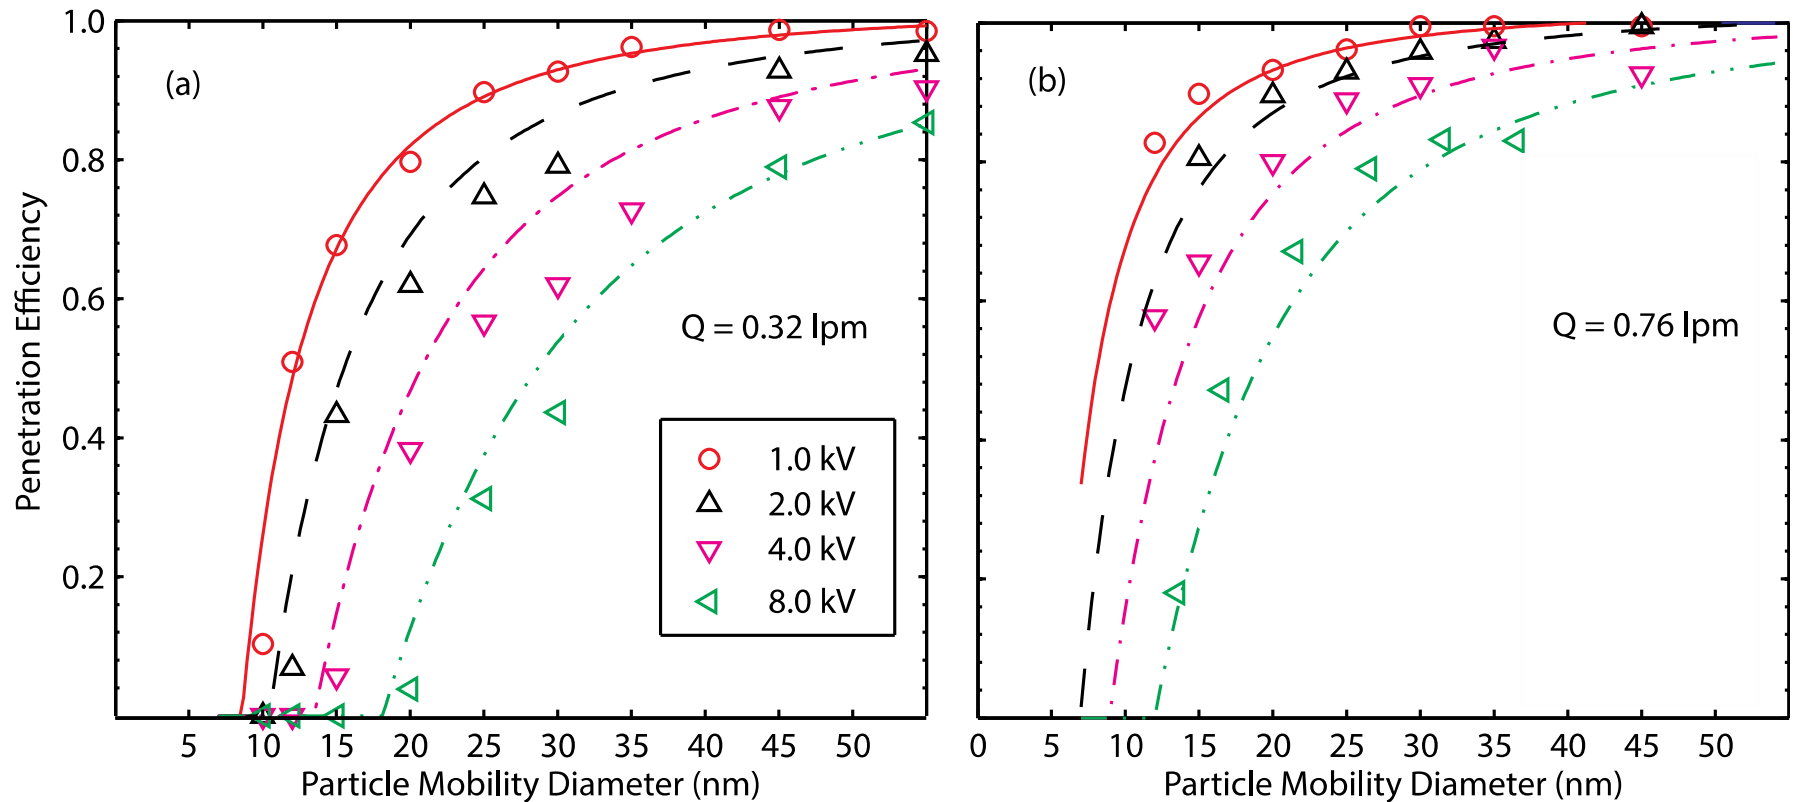 1.0
0.8
0.6
0.4
0.2
Penetration Efficiency
(a)
Q = 0.32 lpm
1.0 kV
2.0 kV
4.0 kV
8.0 kV
5 10 15 20 25 30 35 40 45 50
Particle Mobility Diameter (nm)
(b)
Q = 0.76 lpm
0 5 10 15 20 25 30 35 40 45 50
Particle Mobility Diameter (nm)